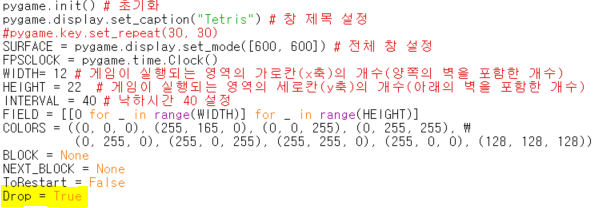 pygame.init() # 초기화
pygame.display.set_caption("Tetris") # 창 제목 설정
#pygame.key.set_repeat(30, 30)
SURFACE = pygame.display.set_mode([600, 600]) # 전체 창 설정
FPSCLOCK = pygame.time.Clock()
WIDTH= 12 # 게임이 실행되는 영역의 가로칸(x축)의 개수(양쪽의 벽을 포함한 개수)
HEIGHT = 22  # 게임이 실행되는 영역의 세로칸(y축)의 개수(아래의 벽을 포함한 개수)
INTERVAL = 40 # 낙하시간 40 설정
FIELD = [[0 for _ in range(WIDTH)] for _ in range(HEIGHT)]
COLORS = ((0, 0, 0), (255, 165, 0), (0, 0, 255), (0, 255, 255), ₩
(0, 255, 0), (255, 0, 255), (255, 255, 0), (255, 0, 0), (128, 128, 128))
BLOCK = None
NEXT_BLOCK = None
ToRestart = False
Drop = True